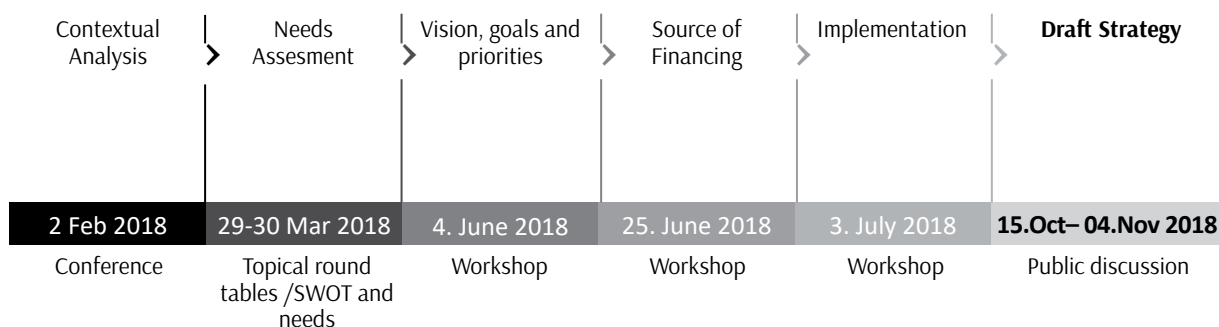 Contextual
Analysis
Needs
Assesment
Vision, goals and
priorities
Source of
Financing
Implementation
Draft Strategy
2 Feb 2018
29-30 Mar 2018
4. June 2018
25. June 2018
3. July 2018
15.Oct– 04.Nov 2018
Conference
Topical round
tables /SWOT and
needs
Workshop
Workshop
Workshop
Public discussion